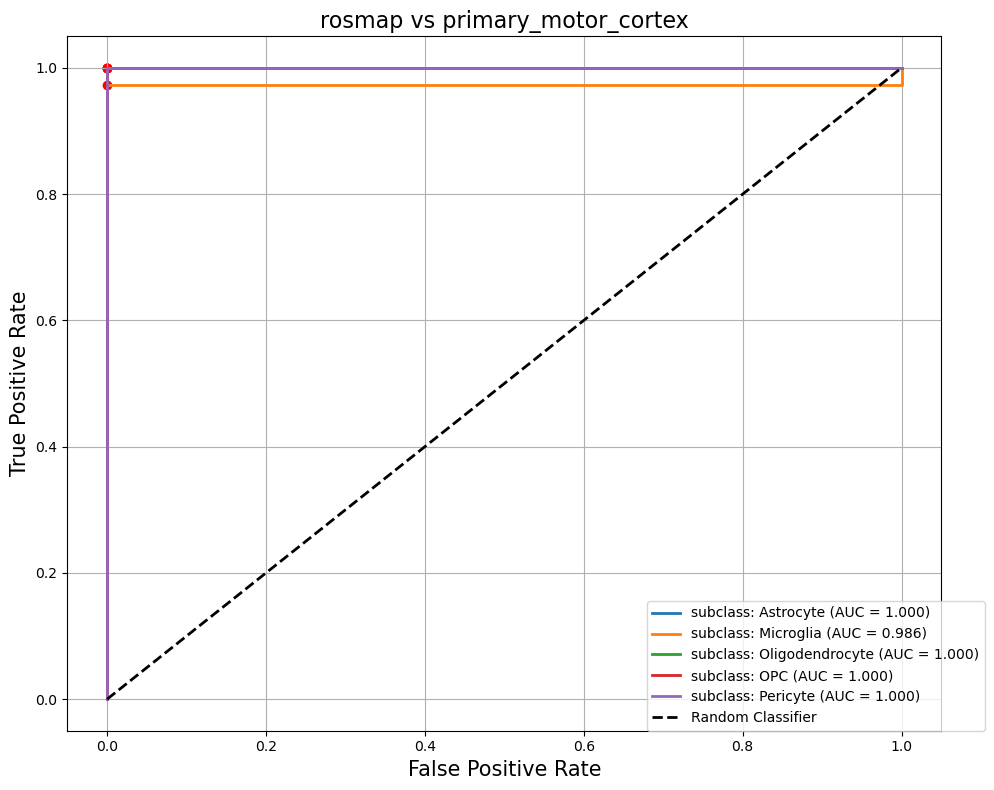 rosmap vs primary_motor_cortex
True Positive Rate
1.0
0.8
0.6
0.4
0.2
0.0
subclass: Astrocyte (AUC = 1.000)
subclass: Microglia (AUC = 0.986)
subclass: Oligodendrocyte (AUC = 1.000)
subclass: OPC (AUC = 1.000)
subclass: Pericyte (AUC = 1.000)
Random Classifier
0.0 0.2 0.4 0.6 0.8 1.0
False Positive Rate